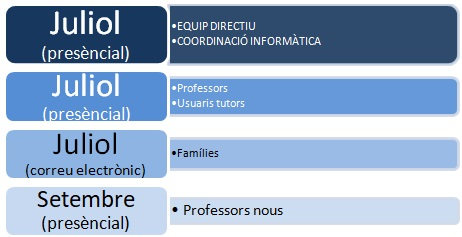 Juliol
(presèncial)
•EQUIP DIRECTIU
•COORDINACIÓ INFORMÀTICA
Juliol
(presèncial)
•Professors
•Usuaris tutors
Juliol
(correu electrònic)
•Famílies
Setembre
(presèncial)
• Professors nous